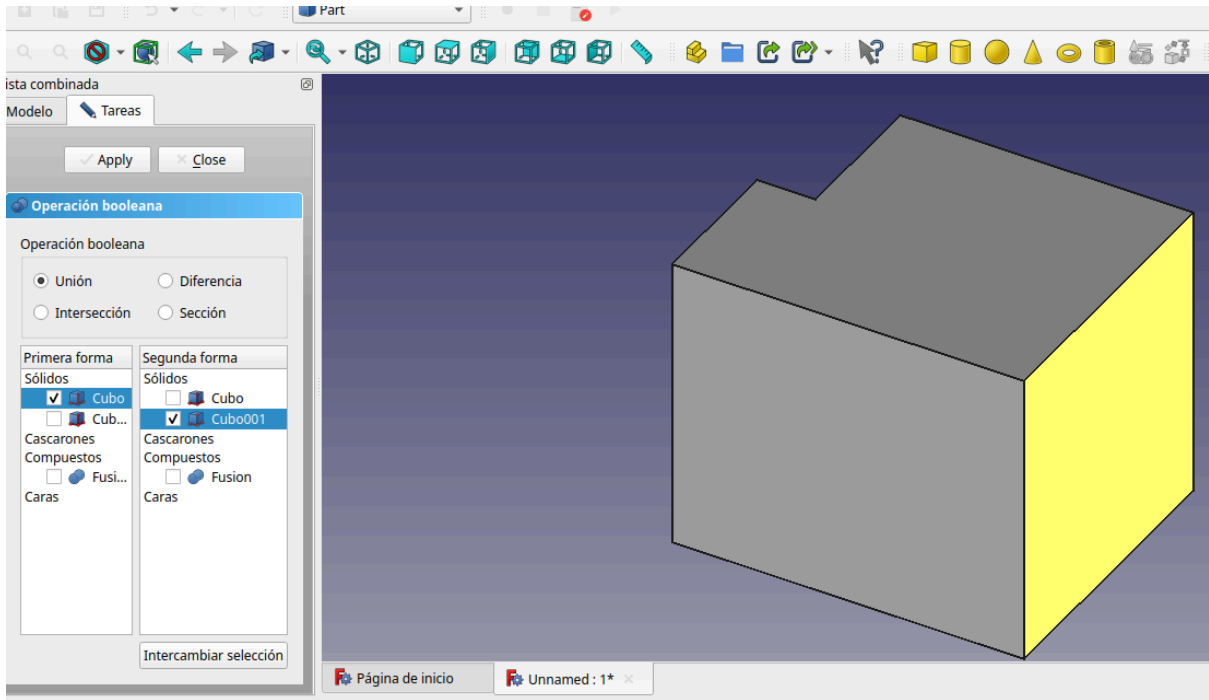 Part
ista combinada
Modelo
Tareas
Apply
Close
Operación booleana
Operación booleana
Unión
Diferencia
Intersección
Sección
Primera forma
Segunda forma
Sólidos
Sólidos
Cubo
Cubo
Cub...
Cubo001
Cascarones
Cascarones
Compuestos
Compuestos
Fusi...
Fusion
Caras
Caras
Intercambiar selección
Página de inicio
Unnamed : 1*